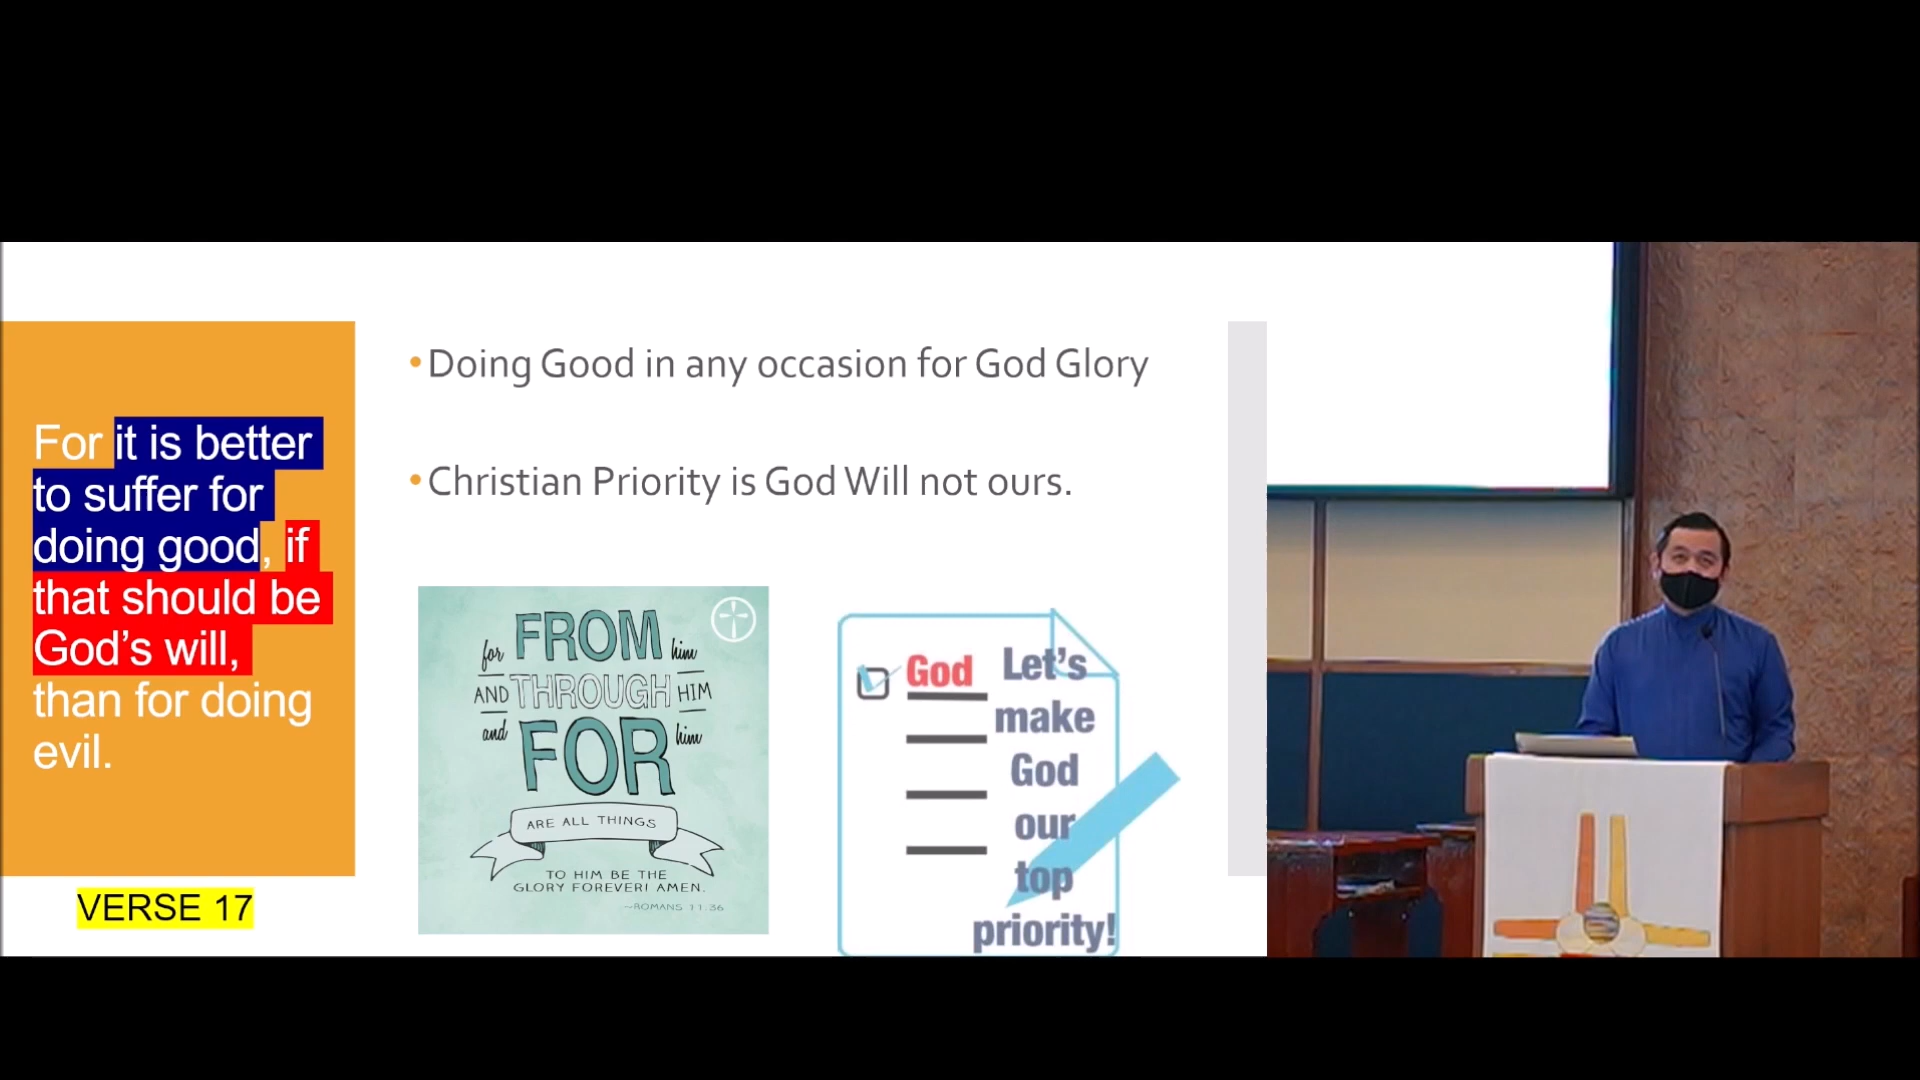 For it is better
to suffer for
doing good, if
that should be
God’s will,
than for doing
evil.
VERSE 17
•Doing Good in any occasion for God Glory
•Christian Priority is God Will not ours.
for FROM him
AND THROUGH HIM
and FOR him
ARE ALL THINGS
TO HIM BE THE
GLORY FOREVER! AMEN.
~ROMANS 11:36
God
Let's
make
God
our
top
priority!